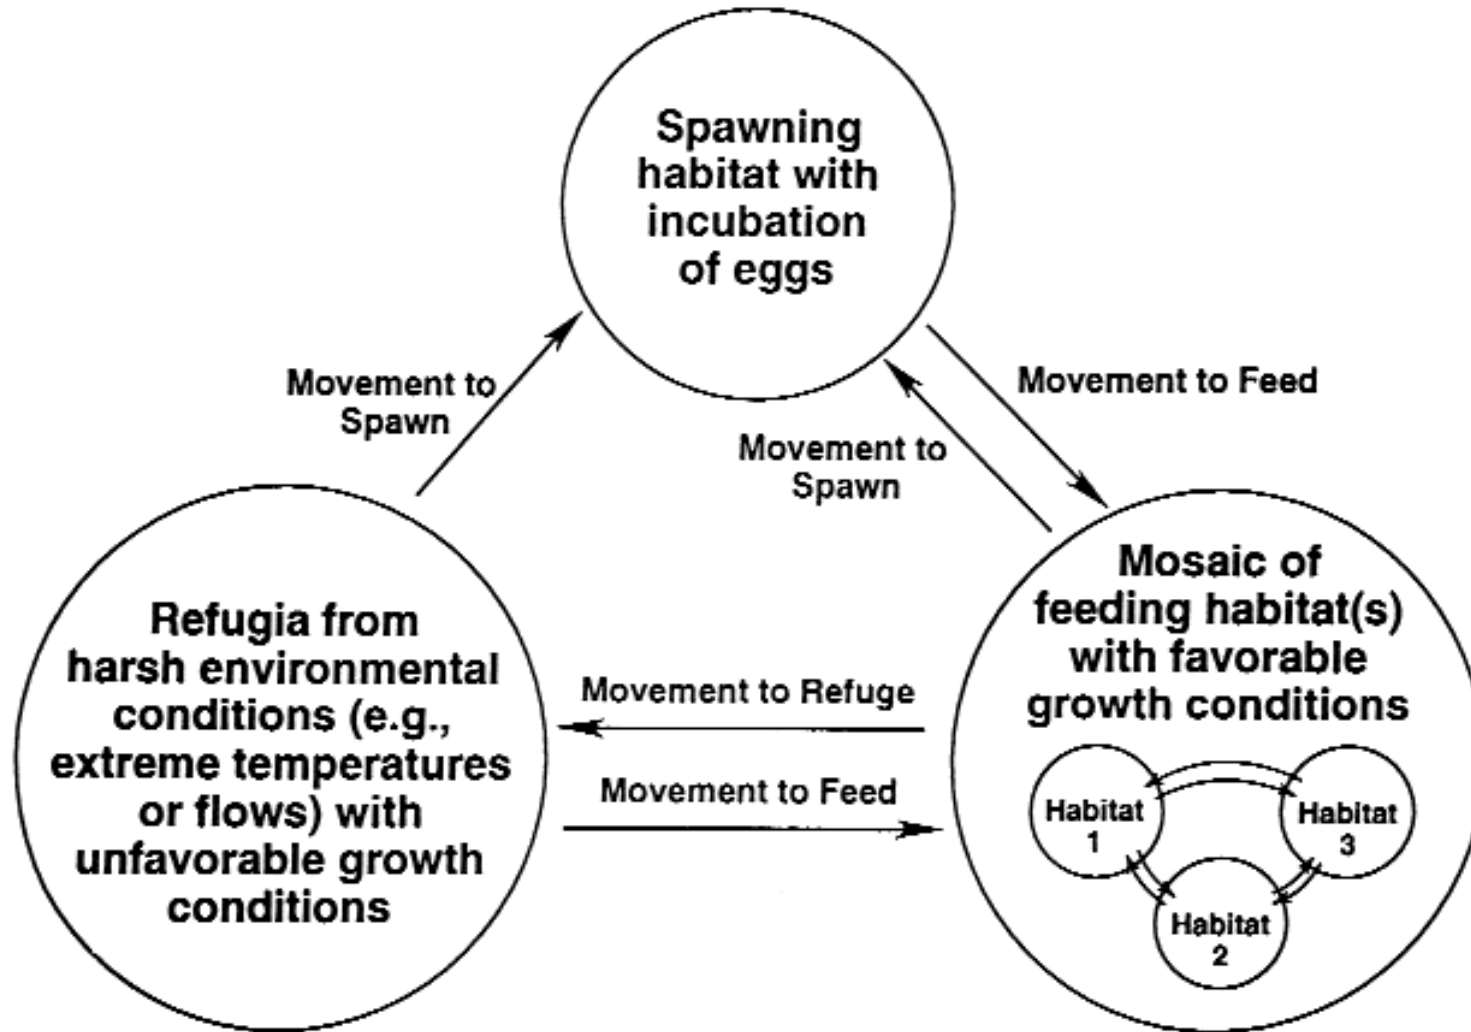 Spawning
habitat with
incubation
of eggs
Movement to
Spawn
Movement to Feed
Movement to
Spawn
Refugia from
harsh environmental
conditions (e.g.,
extreme temperatures
or flows) with
unfavorable growth
conditions
Movement to Refuge
Movement to Feed
Mosaic of
feeding habitat(s)
with favorable
growth conditions
Habitat
1
Habitat
3
Habitat
2